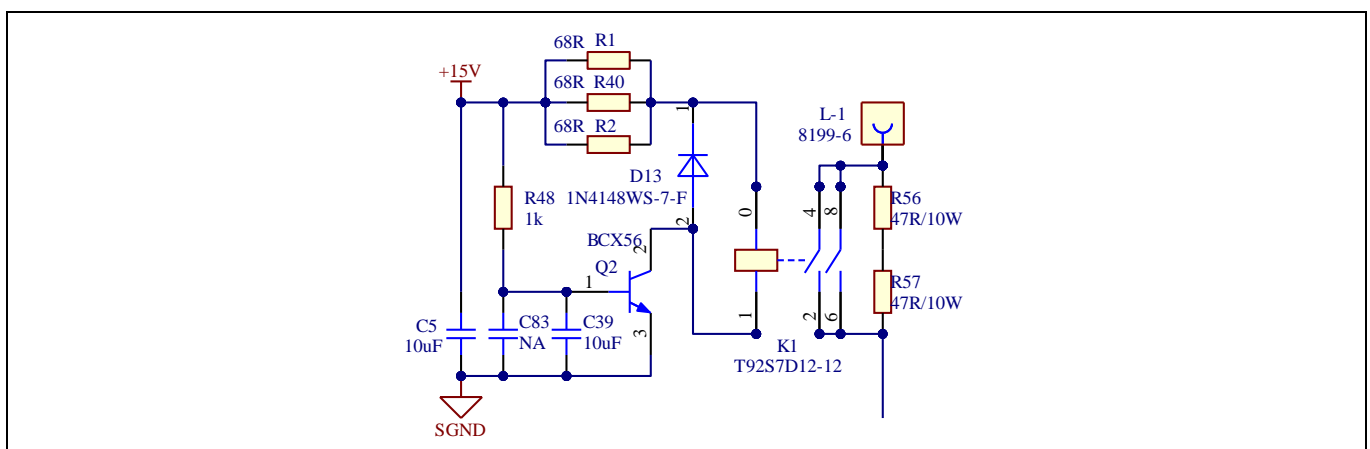 68R R1
+15V
68R R40
68R R2
1
L-1
8199-6
D13
1N4148WS-7-F
R48
1k
0
4
8
R56
47R/10W
2
BCX56
2
Q2
1
R57
47R/10W
C5
10uF
C83
NA
C39
10uF
3
1
2
6
K1
T92S7D12-12
SGND